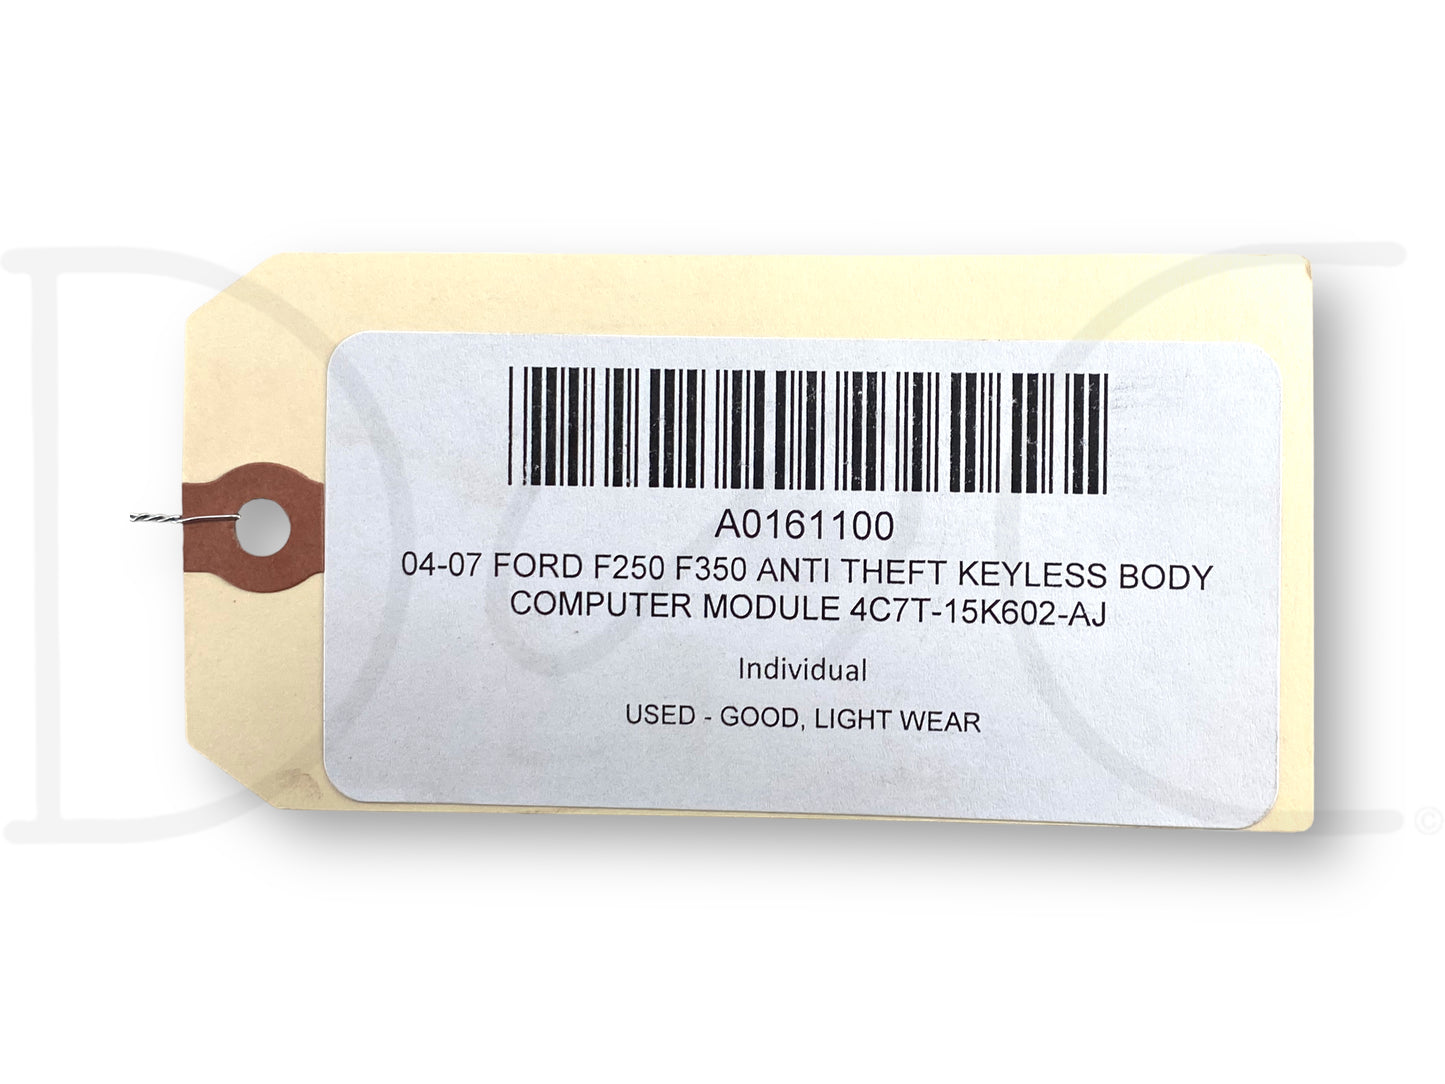 A0161100
04-07 FORD F250 F350 ANTI THEFT KEYLESS BODY
COMPUTER MODULE 4C7T-15K602-AJ
Individual
USED - GOOD, LIGHT WEAR
D C ©